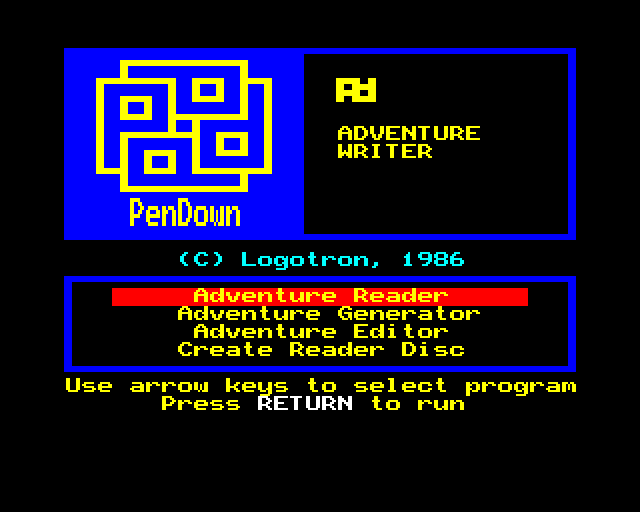 Ad
ADVENTURE
WRITER
PenDown
(C) Logotron, 1986
Adventure Reader
Adventure Generator
Adventure Editor
Create Reader Disc
Use arrow keys to select program
Press RETURN to run